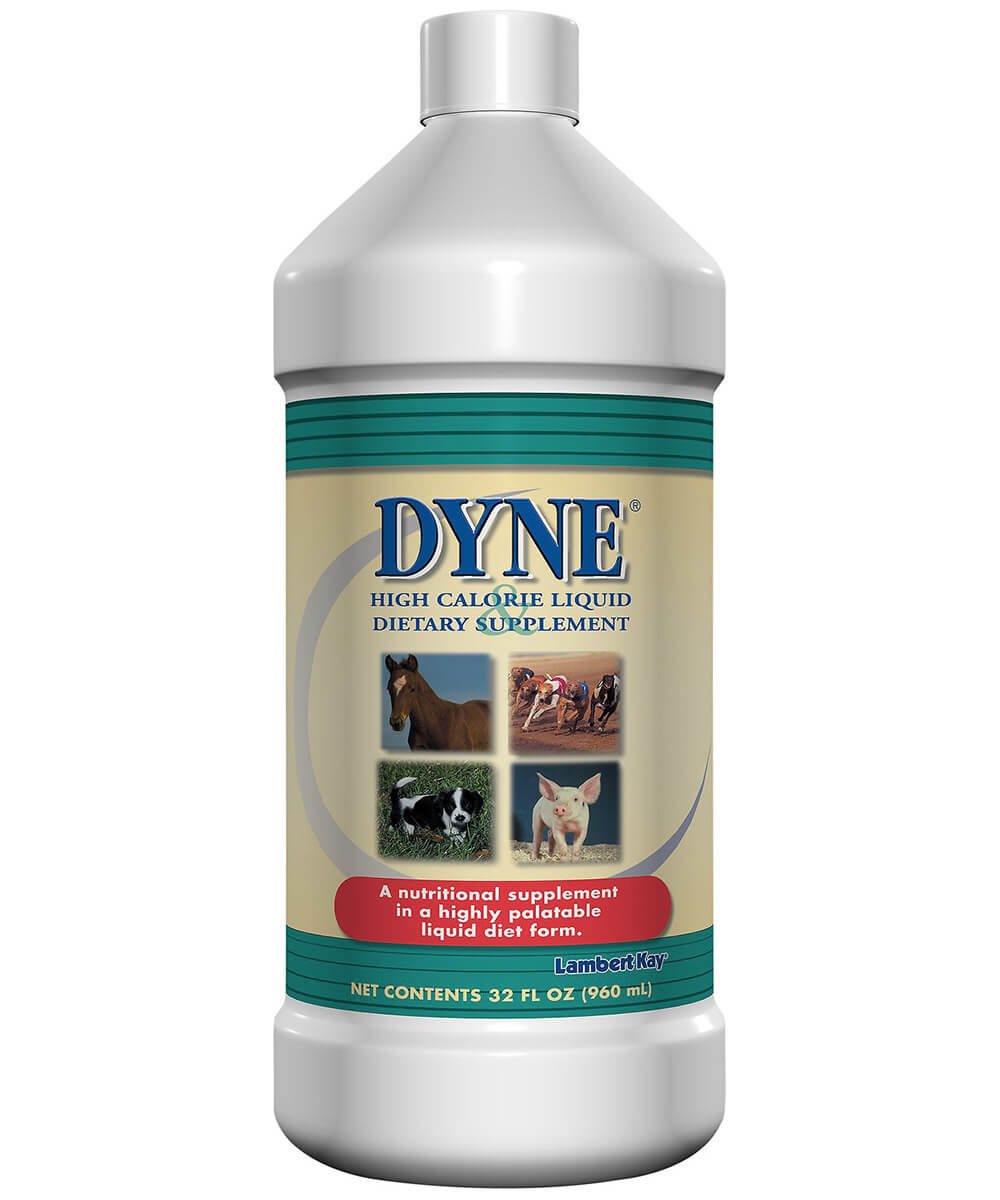 DYNE®
HIGH CALORIE LIQUID
&
DIETARY SUPPLEMENT
A nutritional supplement
in a highly palatable
liquid diet form.
Lambert Kay®
NET CONTENTS 32 FL OZ (960 mL)